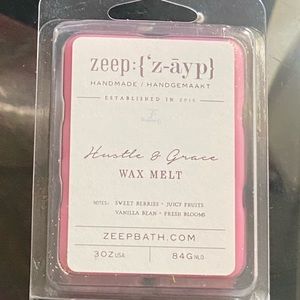 zeep:{'z-āyp}
HANDMADE / HANDGEMAAKT
ESTABLISHED IN 2015
Hustle & Grace
WAX MELT
NOTES: SWEET BERRIES • JUICY FRUITS
VANILLA BEAN • FRESH BLOOMS
ZEEPBATH.COM
3OZ USA 84G NLD